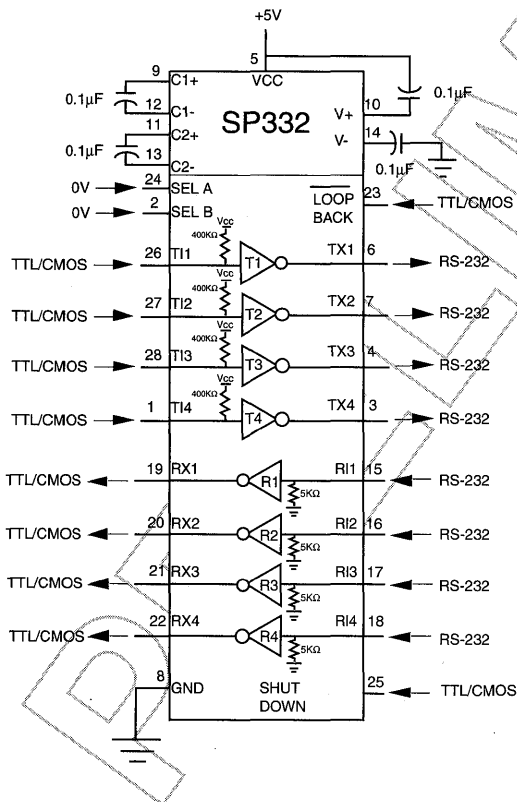 +5V
5
VCC
9
C1+
0.1µF
12
C1-
11
C2+
0.1µF
13
C2-
SP332
V+
10
0.1µF
V-
14
0.1µF
24
0V
SEL A
2
0V
SEL B
LOOP
BACK
23
TTL/CMOS
TTL/CMOS
26
TI1
Vcc
400KΩ
T1
TX1
6
RS-232
TTL/CMOS
27
TI2
Vcc
400KΩ
T2
TX2
7
RS-232
TTL/CMOS
28
TI3
Vcc
400KΩ
T3
TX3
4
RS-232
TTL/CMOS
1
TI4
Vcc
400KΩ
T4
TX4
3
RS-232
TTL/CMOS
19
RX1
R1
5KΩ
RI1
15
RS-232
TTL/CMOS
20
RX2
R2
5KΩ
RI2
16
RS-232
TTL/CMOS
21
RX3
R3
5KΩ
RI3
17
RS-232
TTL/CMOS
22
RX4
R4
5KΩ
RI4
18
RS-232
8
GND
SHUT
DOWN
25
TTL/CMOS